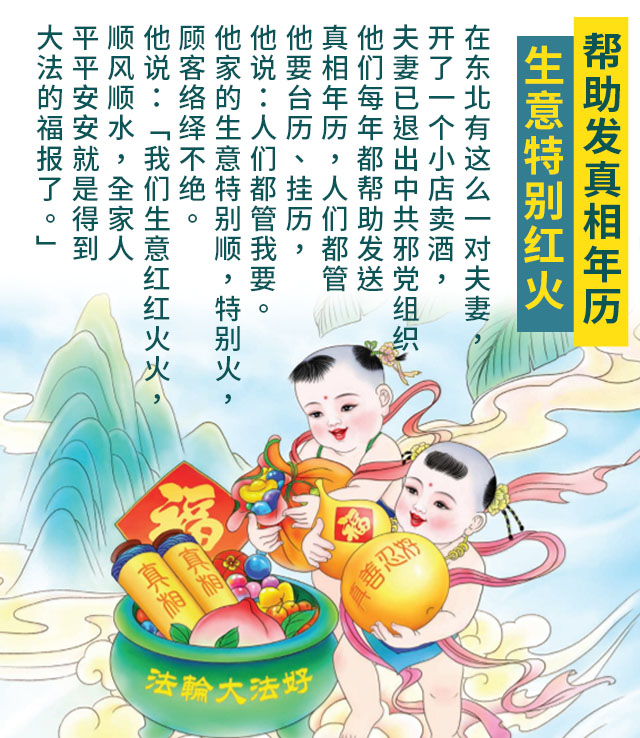 帮助发真相年历
生意特别红火
在东北有这么一对夫妻，
开了一个小店卖酒，
夫妻已退出中共邪党组织
他们每年都帮助发送
真相年历，人们都管
他要台历、挂历，
他说：人们都管我要。
他家的生意特别顺，特别火，
顾客络绎不绝。
他说：「我们生意红红火火，
顺风顺水，全家人
平平安安就是得到
大法的福报了。」
福
福
真相
真相
真善忍好
法輪大法好